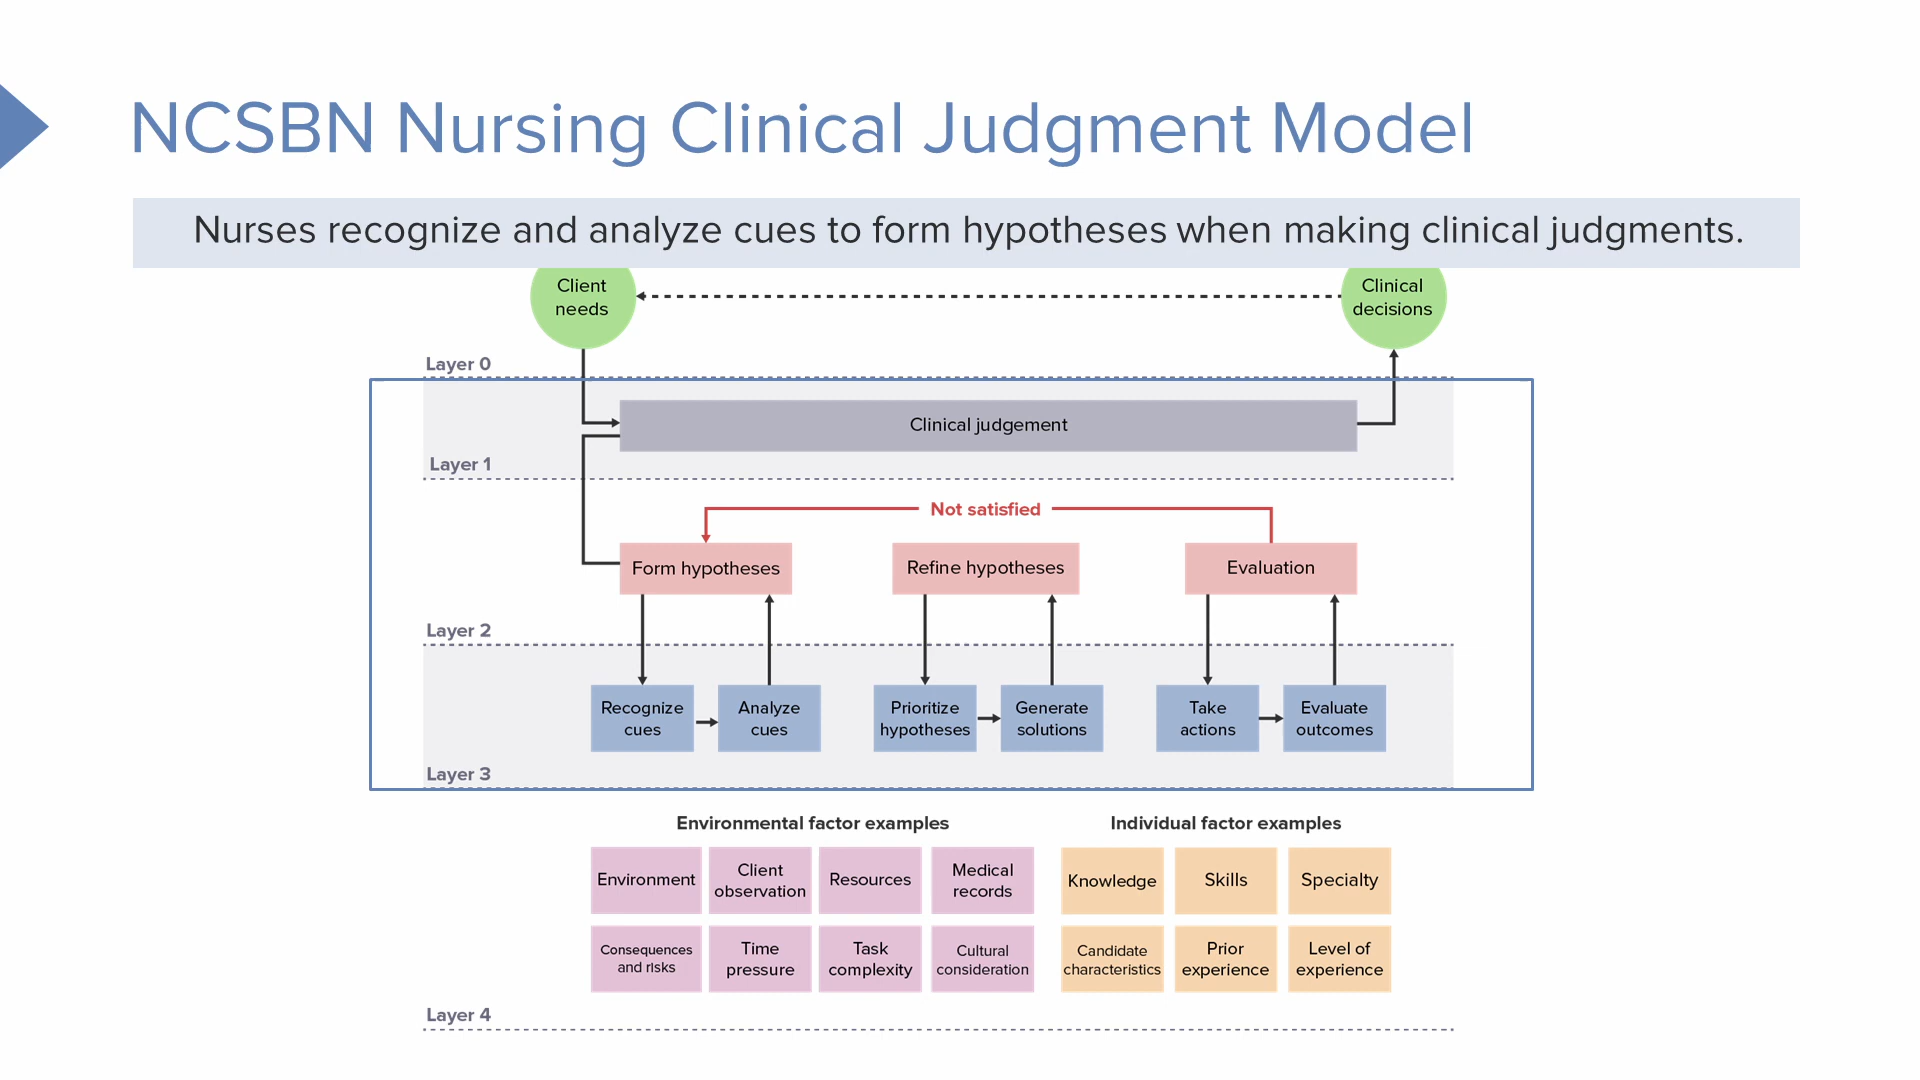 NCSBN Nursing Clinical Judgment Model
Nurses recognize and analyze cues to form hypotheses when making clinical judgments.
Client
needs
Clinical
decisions
Layer 0
Clinical judgement
Layer 1
Not satisfied
Form hypotheses
Refine hypotheses
Evaluation
Layer 2
Recognize
cues
Analyze
cues
Prioritize
hypotheses
Generate
solutions
Take
actions
Evaluate
outcomes
Layer 3
Environmental factor examples
Individual factor examples
Environment
Client
observation
Resources
Medical
records
Knowledge
Skills
Specialty
Consequences
and risks
Time
pressure
Task
complexity
Cultural
consideration
Candidate
characteristics
Prior
experience
Level of
experience
Layer 4